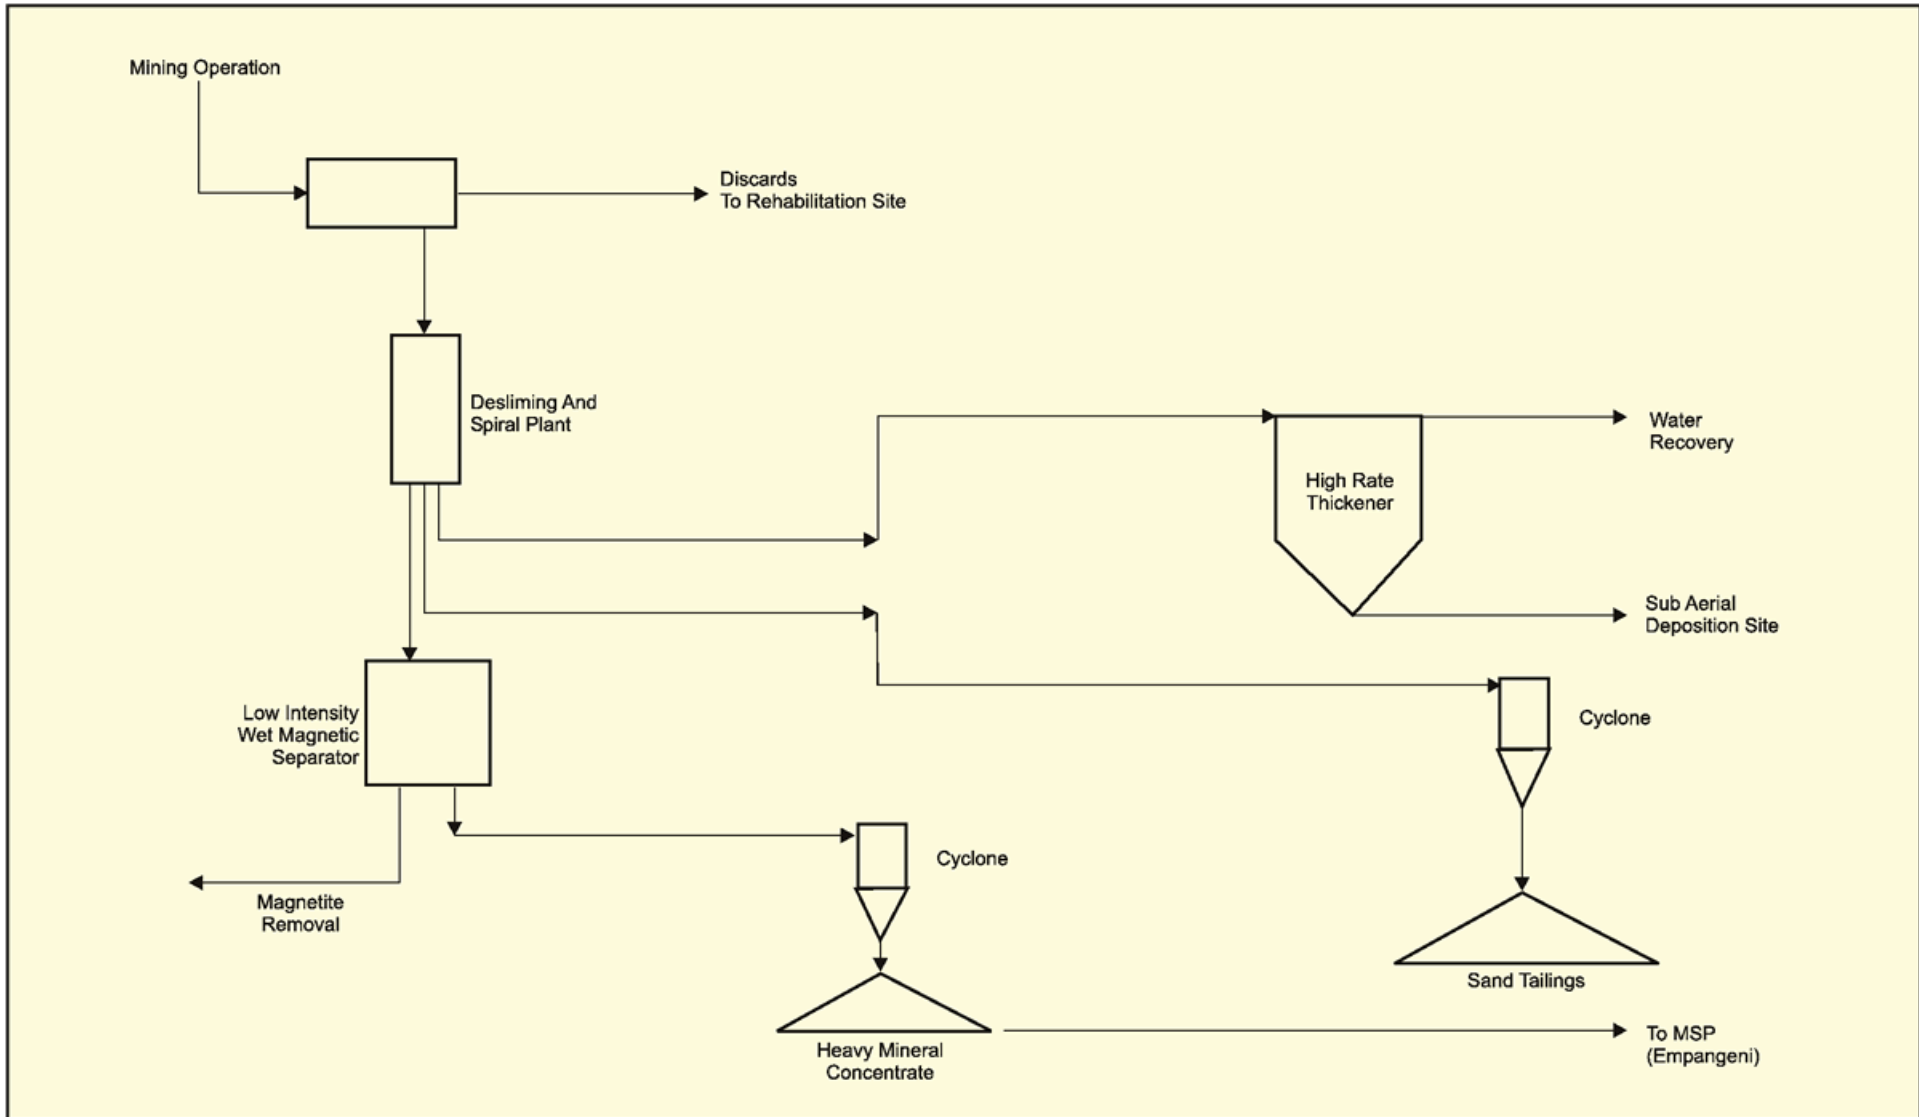 Mining Operation
Discards
To Rehabilitation Site
Desliming And
Spiral Plant
Water
Recovery
High Rate
Thickener
Sub Aerial
Deposition Site
Low Intensity
Wet Magnetic
Separator
Cyclone
Cyclone
Magnetite
Removal
Sand Tailings
Heavy Mineral
Concentrate
To MSP
(Empangeni)